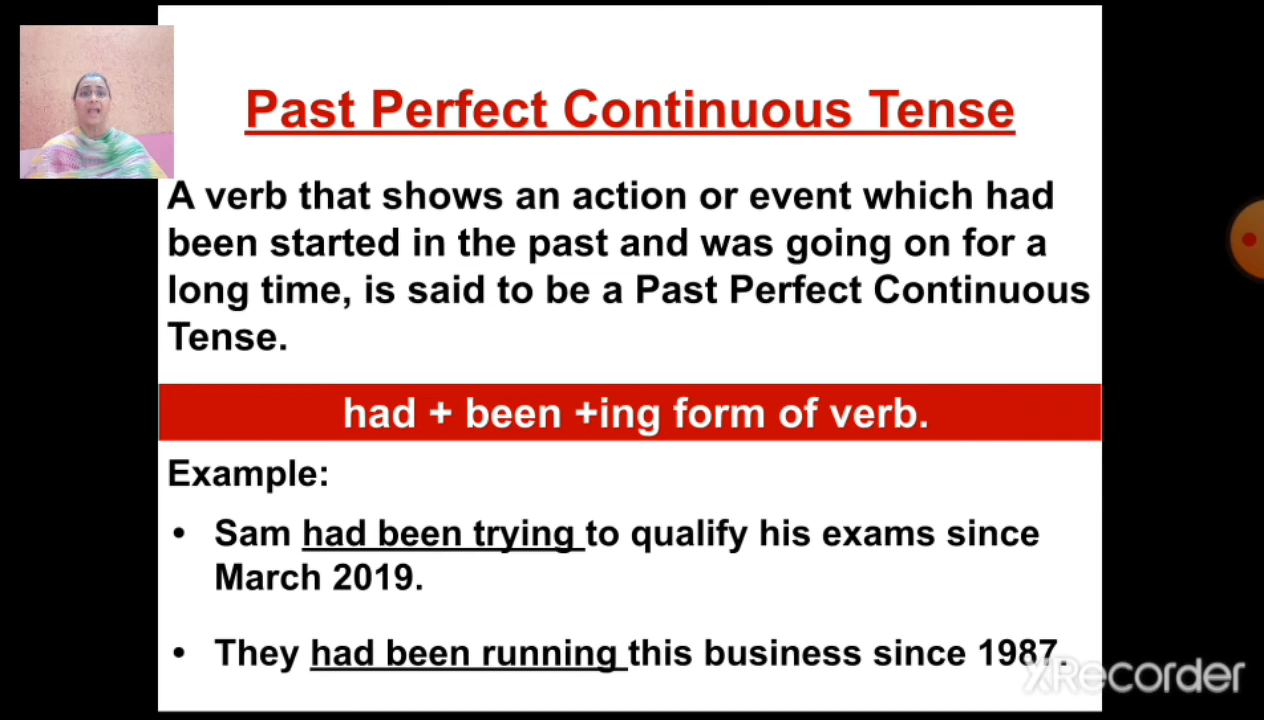 Past Perfect Continuous Tense
A verb that shows an action or event which had
been started in the past and was going on for a
long time, is said to be a Past Perfect Continuous
Tense.
had + been +ing form of verb.
Example:
• Sam had been trying to qualify his exams since
March 2019.
• They had been running this business since 1987.
XRecorder